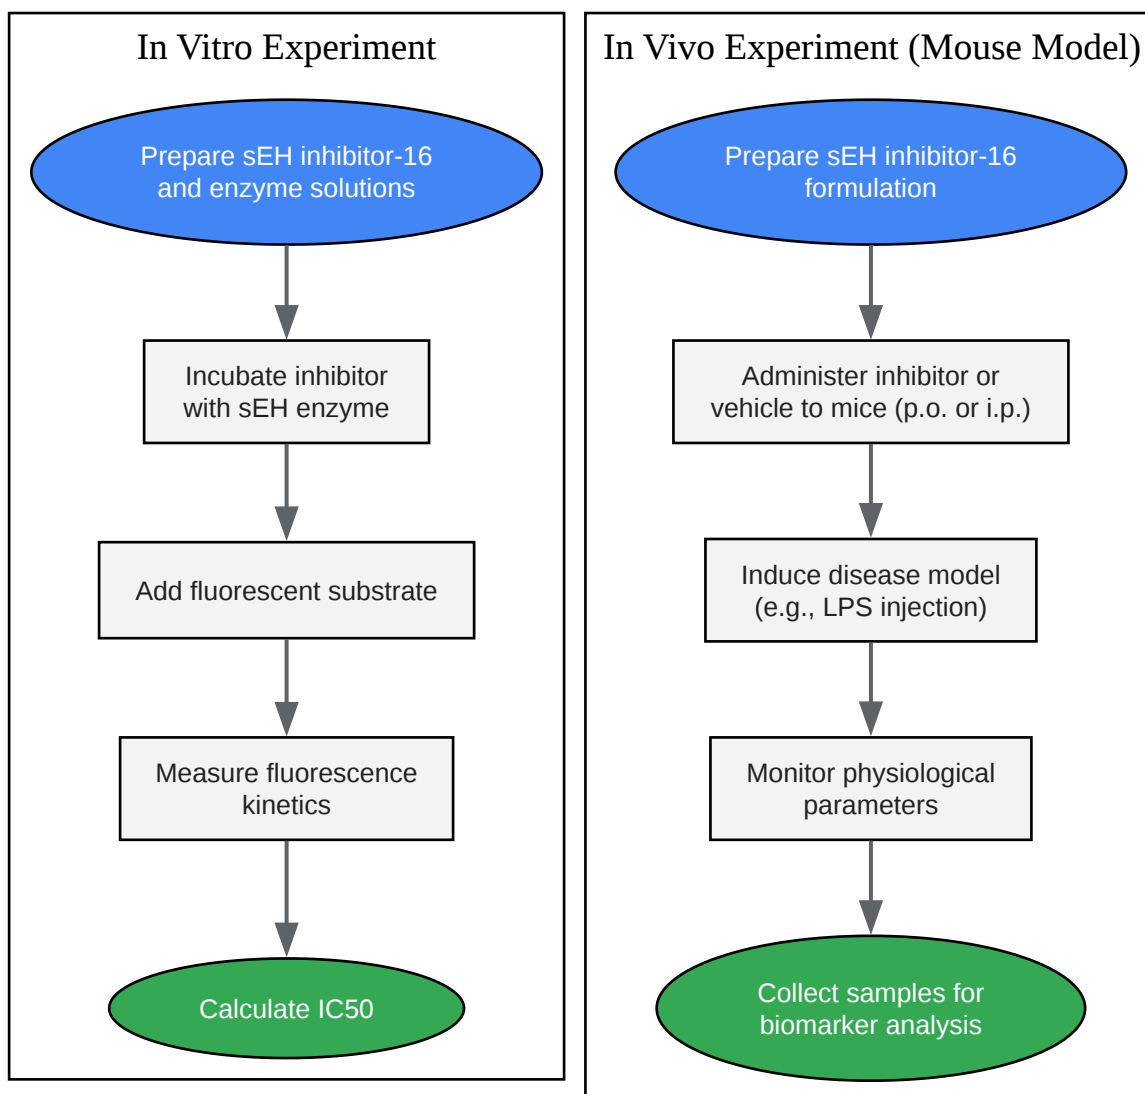 In Vitro Experiment
Prepare sEH inhibitor-16
and enzyme solutions
Incubate inhibitor
with sEH enzyme
Add fluorescent substrate
Measure fluorescence
kinetics
Calculate IC50
In Vivo Experiment (Mouse Model)
Prepare sEH inhibitor-16
formulation
Administer inhibitor or
vehicle to mice (p.o. or i.p.)
Induce disease model
(e.g., LPS injection)
Monitor physiological
parameters
Collect samples for
biomarker analysis